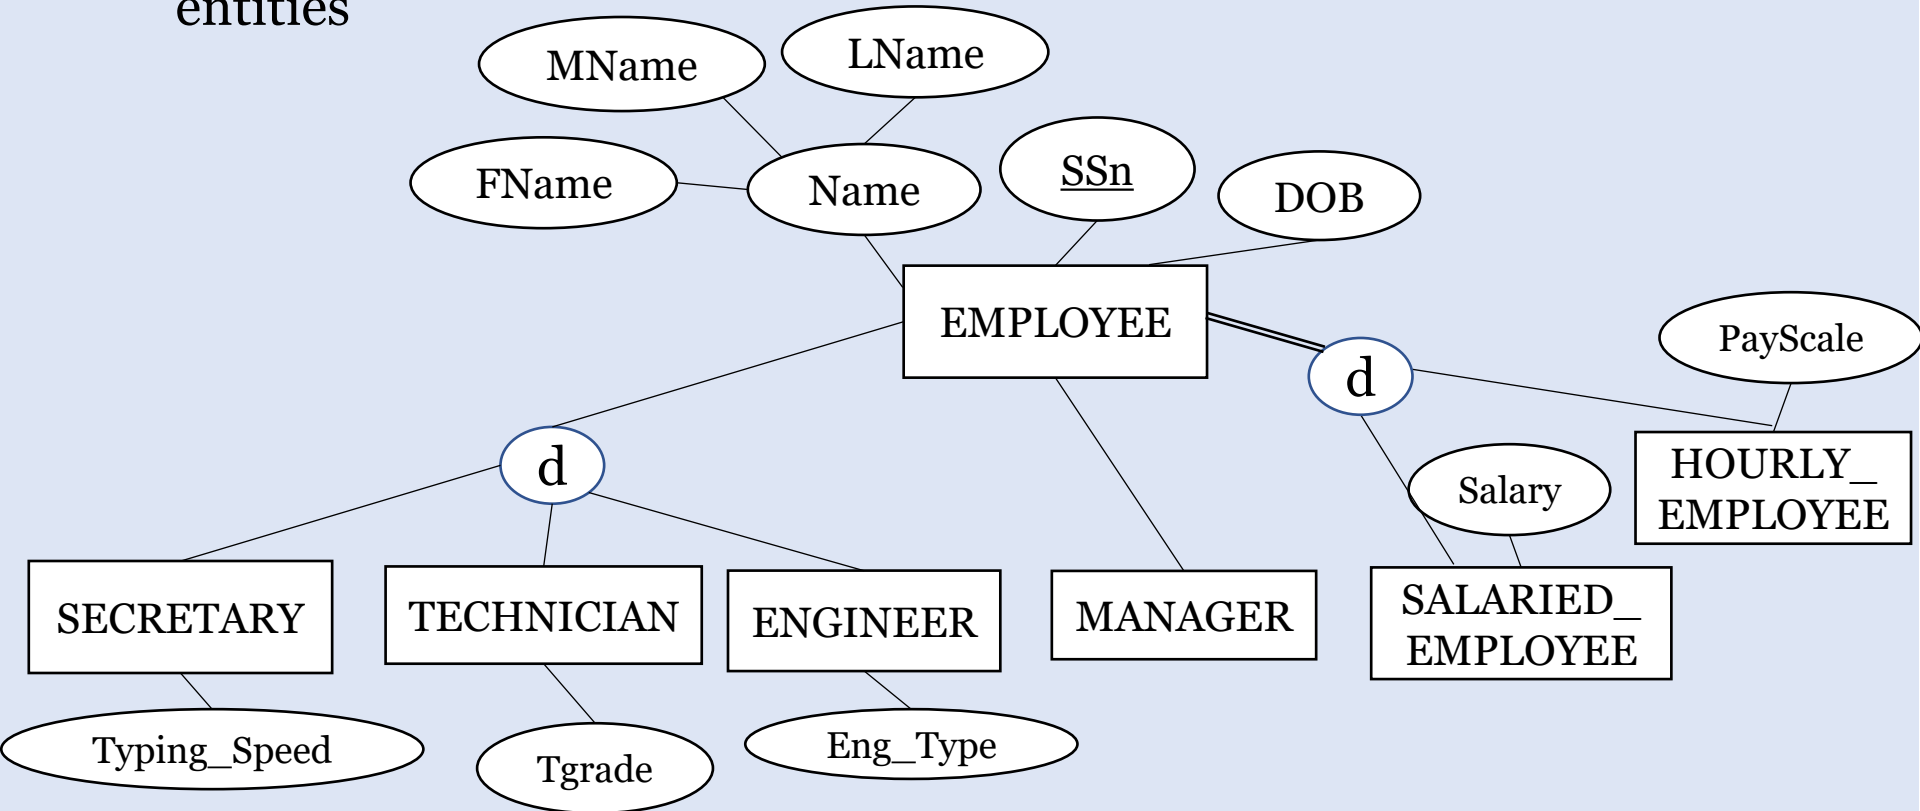 entities
MName
LName
FName
Name
SSn
DOB
EMPLOYEE
PayScale
d
d
Salary
HOURLY_
EMPLOYEE
SECRETARY
TECHNICIAN
ENGINEER
MANAGER
SALARIED_
EMPLOYEE
Typing_Speed
Tgrade
Eng_Type